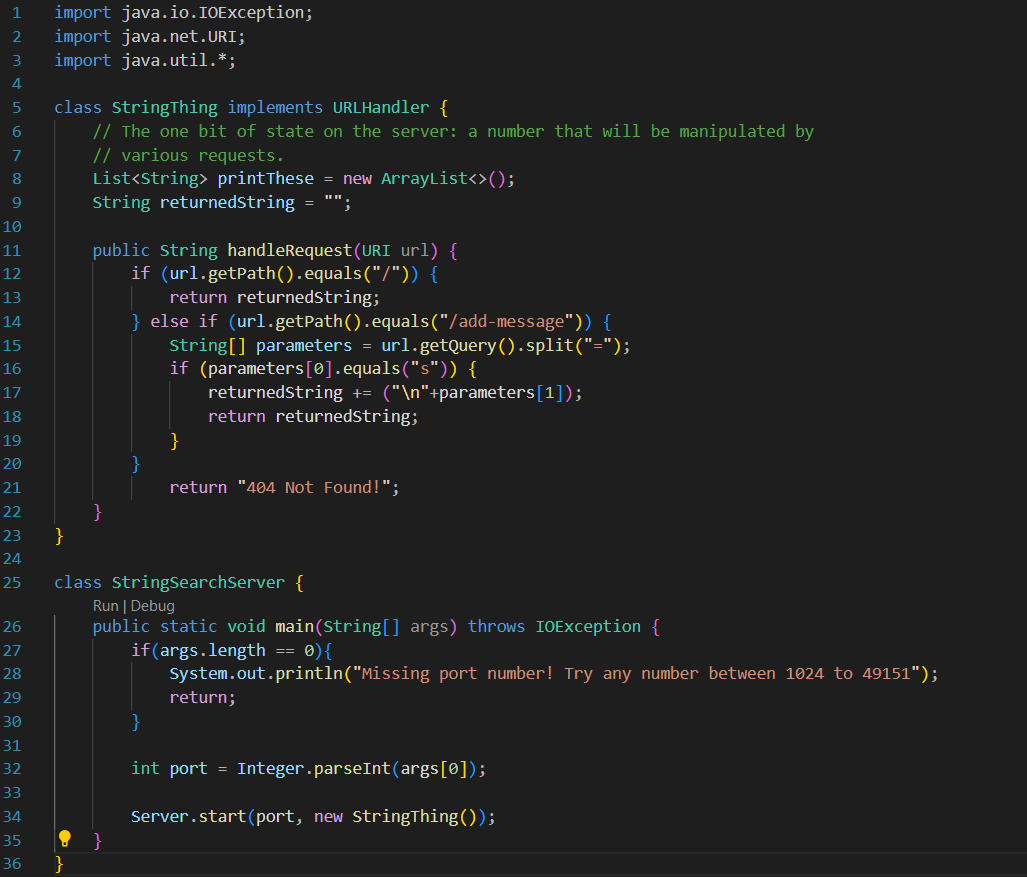 1 import java.io.IOException;
2 import java.net.URI;
3 import java.util.*;
4
5 class StringThing implements URLHandler {
6 // The one bit of state on the server: a number that will be manipulated by
7 // various requests.
8 List<String> printThese = new ArrayList<>();
9 String returnedString = "";
10
11 public String handleRequest(URI url) {
12 if (url.getPath().equals("/")) {
13 return returnedString;
14 } else if (url.getPath().equals("/add-message")) {
15 String[] parameters = url.getQuery().split("=");
16 if (parameters[0].equals("s")) {
17 returnedString += ("\n"+parameters[1]);
18 return returnedString;
19 }
20 }
21 return "404 Not Found!";
22 }
23 }
24
25 class StringSearchServer {
Run | Debug
26 public static void main(String[] args) throws IOException {
27 if(args.length == 0){
28 System.out.println("Missing port number! Try any number between 1024 to 49151");
29 return;
30 }
31
32 int port = Integer.parseInt(args[0]);
33
34 Server.start(port, new StringThing());
35 }
36 }